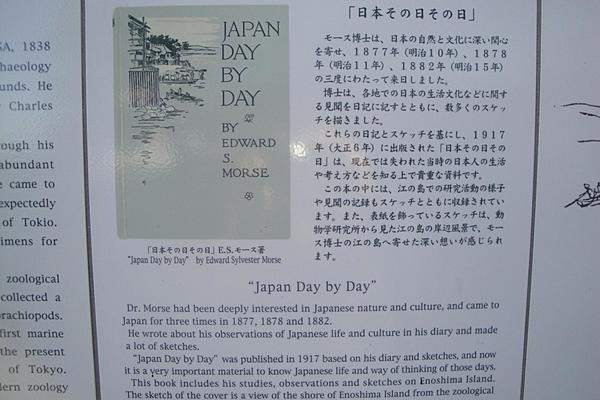 SA, 1838
haeology
unds. He
Charles
rough his
abundant
e came to
expectedly
of Tokio.
imens for
zoological
collected a
rachiopods.
first marine
the present
of Tokyo.
dern zoology
JAPAN
DAY
BY
DAY
BY
EDWARD
S.
MORSE
「日本その日その日」E.S.モース著
"Japan Day by Day" by Edward Sylvester Morse
「日本その日その日」
モース博士は、日本の自然と文化に深い関心
を寄せ、1877年(明治10年)、1878
年(明治11年)、1882年(明治15年)
の三度にわたって来日しました。
博士は、各地での日本の生活文化などに関す
る見聞を日記に記すとともに、数多くのスケッ
チを描きました。
これらの日記とスケッチを基にし、1917
年(大正6年)に出版された「日本その日その
日」は、現在では失われた当時の日本人の生活
や考え方などを知る上で貴重な資料です。
この本の中には、江の島での研究活動の様子
や見聞の記録もスケッチとともに収録されてい
ます。また、表紙を飾っているスケッチは、動
物学研究所から見た江の島の岸辺風景で、モー
ス博士の江の島へ寄せた深い想いが感じられ
ます。
"Japan Day by Day"
Dr. Morse had been deeply interested in Japanese nature and culture, and came to
Japan for three times in 1877, 1878 and 1882.
He wrote about his observations of Japanese life and culture in his diary and made
a lot of sketches.
"Japan Day by Day" was published in 1917 based on his diary and sketches, and now
it is a very important material to know Japanese life and way of thinking of those days.
This book includes his studies, observations and sketches on Enoshima Island.
The sketch of the cover is a view of the shore of Enoshima Island from the zoological